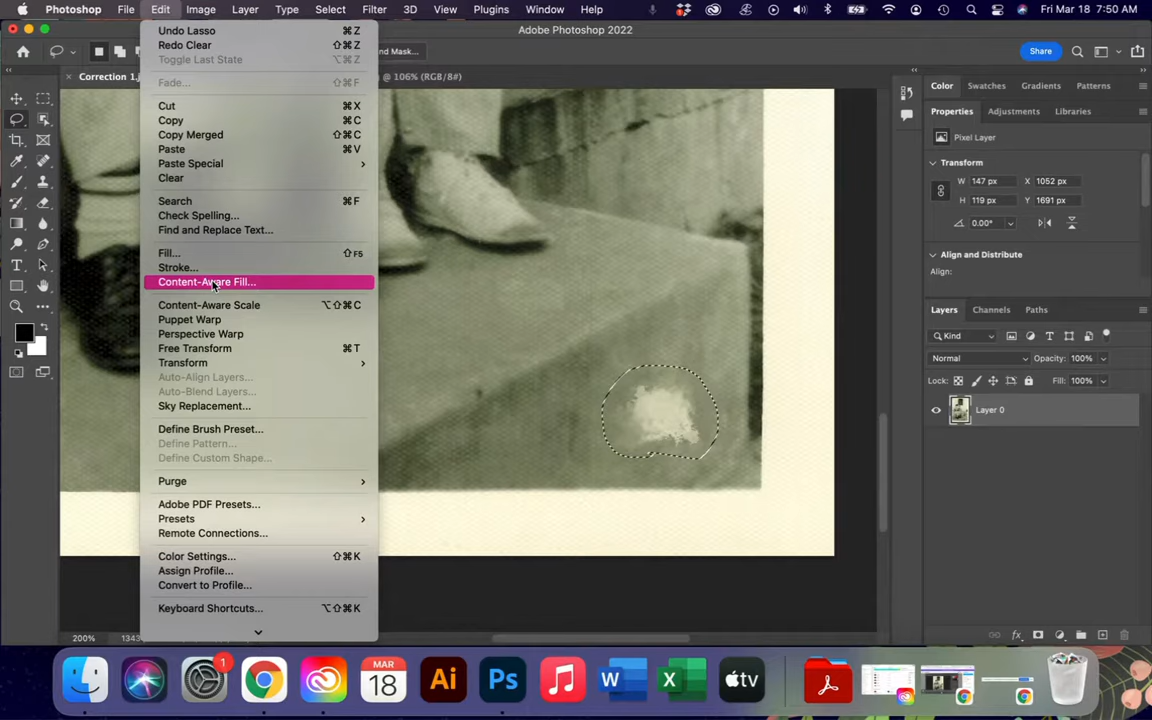 Photoshop File Edit Image Layer Type Select Filter 3D View Plugins Window Help Fri Mar 18 7:50 AM
Adobe Photoshop 2022
nd Mask...
Share
Correction 1.j
@ 106% (RGB/8#)
Undo Lasso ⌘Z
Redo Clear ⇧⌘Z
Toggle Last State ⌥⌘Z
Fade... ⇧⌘F
Cut ⌘X
Copy ⌘C
Copy Merged ⇧⌘C
Paste ⌘V
Paste Special
Clear
Search ⌘F
Check Spelling...
Find and Replace Text...
Fill... ⇧F5
Stroke...
Content-Aware Fill...
Content-Aware Scale ⌥⇧⌘C
Puppet Warp
Perspective Warp
Free Transform ⌘T
Transform
Auto-Align Layers...
Auto-Blend Layers...
Sky Replacement...
Define Brush Preset...
Define Pattern...
Define Custom Shape...
Purge
Adobe PDF Presets...
Presets
Remote Connections...
Color Settings... ⇧⌘K
Assign Profile...
Convert to Profile...
Keyboard Shortcuts... ⌥⇧⌘K
Color Swatches Gradients Patterns
Properties Adjustments Libraries
Pixel Layer
Transform
W 147 px X 1052 px
H 119 px Y 1691 px
0.00°
Align and Distribute
Align:
Layers Channels Paths
Kind
Normal Opacity: 100%
Lock: Fill: 100%
Layer 0
200% 1343
MAR
18
1
Ai
Ps
W
X
tv